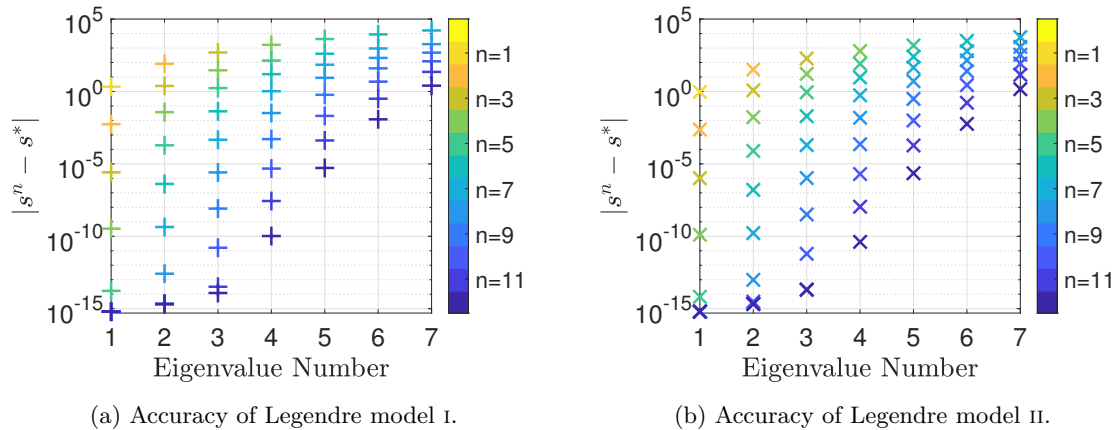 10^5
10^0
10^-5
10^-10
10^-15
|s^n − s^*|
1 2 3 4 5 6 7
Eigenvalue Number
n=1
n=3
n=5
n=7
n=9
n=11
(a) Accuracy of Legendre model I.
10^5
10^0
10^-5
10^-10
10^-15
|s^n − s^*|
1 2 3 4 5 6 7
Eigenvalue Number
n=1
n=3
n=5
n=7
n=9
n=11
(b) Accuracy of Legendre model II.